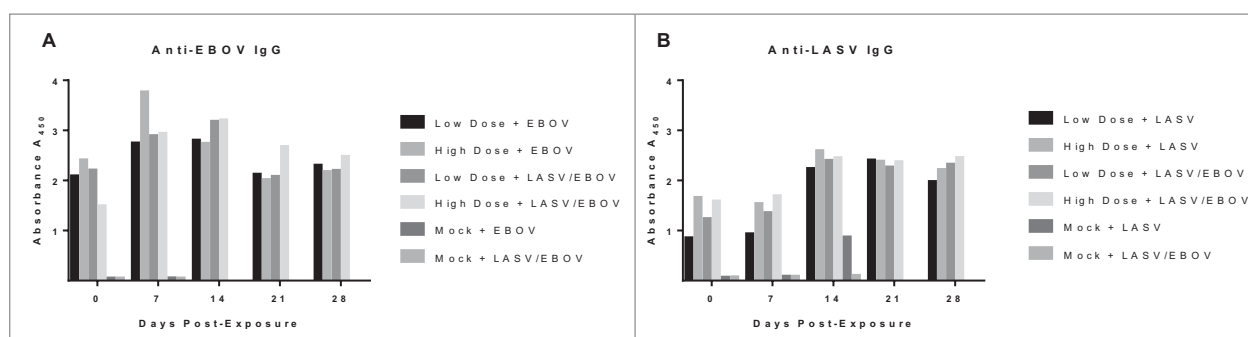 A
Anti-EBOV IgG
4
3
2
1
Absorbance A450
0 7 14 21 28
Days Post-Exposure
Low Dose + EBOV
High Dose + EBOV
Low Dose + LASV/EBOV
High Dose + LASV/EBOV
Mock + EBOV
Mock + LASV/EBOV
B
Anti-LASV IgG
4
3
2
1
Absorbance A450
0 7 14 21 28
Days Post-Exposure
Low Dose + LASV
High Dose + LASV
Low Dose + LASV/EBOV
High Dose + LASV/EBOV
Mock + LASV
Mock + LASV/EBOV